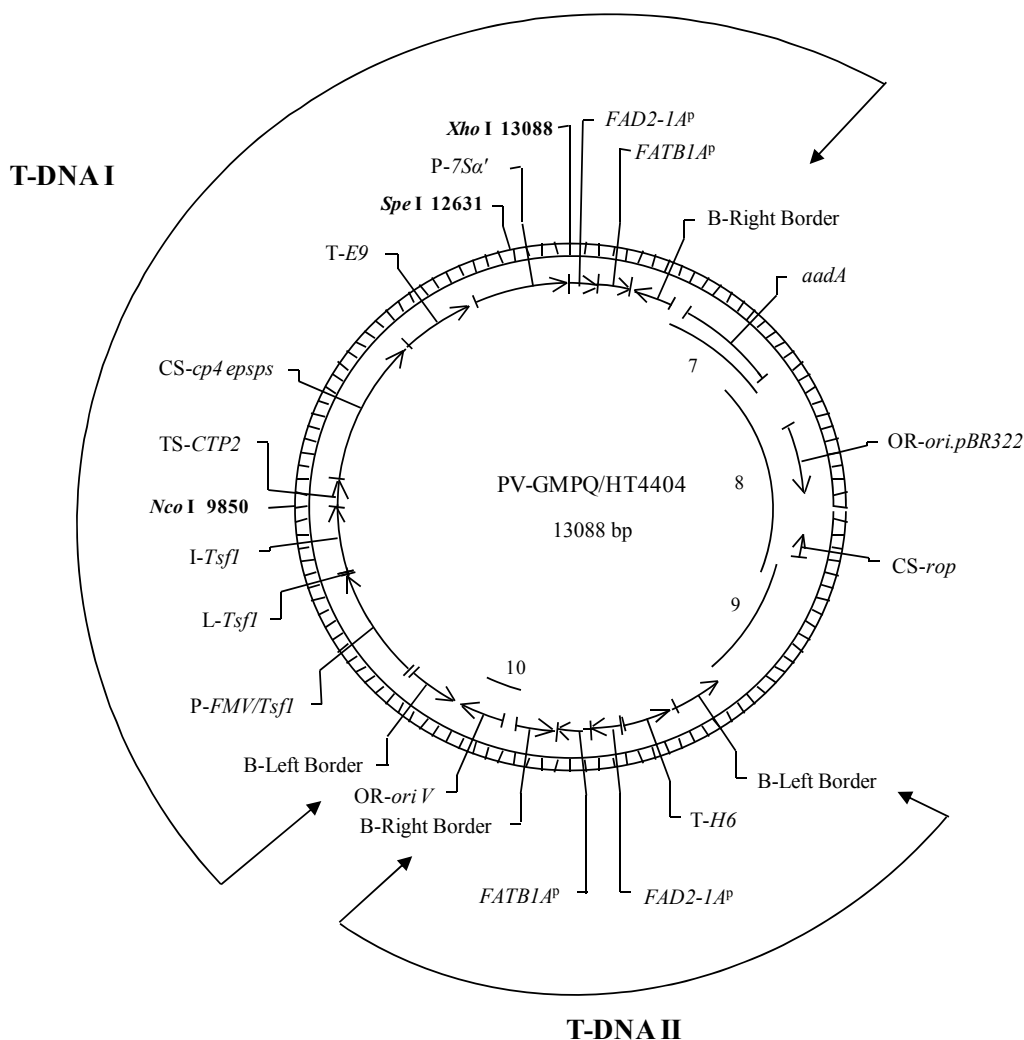 Xho I 13088
FAD2-1Aᵖ
FATB1Aᵖ
P-7Sα'
T-DNA I
Spe I 12631
B-Right Border
T-E9
aadA
7
CS-cp4 epsps
TS-CTP2
OR-ori.pBR322
PV-GMPQ/HT4404
8
Nco I 9850
13088 bp
I-Tsf1
CS-rop
9
L-Tsf1
10
P-FMV/Tsf1
B-Left Border
B-Left Border
OR-ori V
B-Right Border
T-H6
FATB1Aᵖ
FAD2-1Aᵖ
T-DNA II